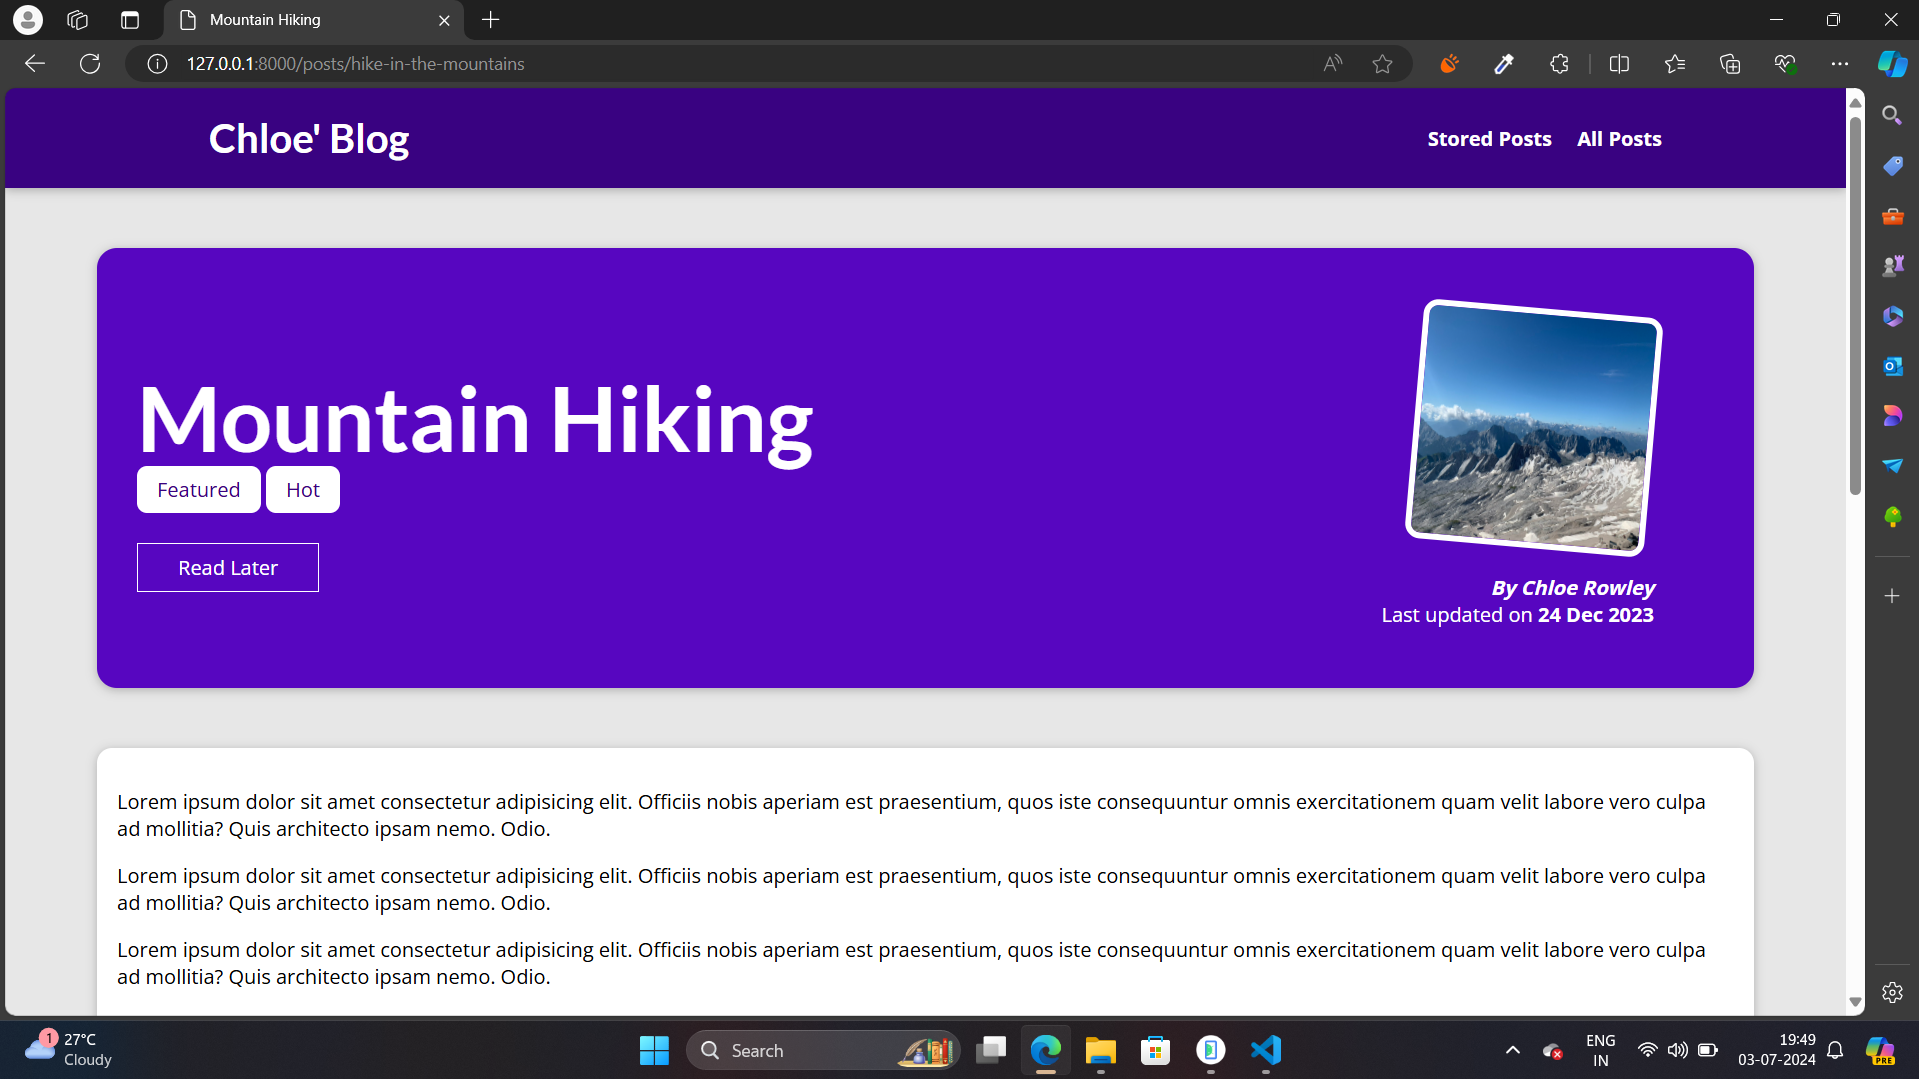 Mountain Hiking
127.0.0.1:8000/posts/hike-in-the-mountains
Chloe' Blog
Stored Posts All Posts
Mountain Hiking
Featured Hot
Read Later
By Chloe Rowley
Last updated on 24 Dec 2023
Lorem ipsum dolor sit amet consectetur adipisicing elit. Officiis nobis aperiam est praesentium, quos iste consequuntur omnis exercitationem quam velit labore vero culpa
ad mollitia? Quis architecto ipsam nemo. Odio.
Lorem ipsum dolor sit amet consectetur adipisicing elit. Officiis nobis aperiam est praesentium, quos iste consequuntur omnis exercitationem quam velit labore vero culpa
ad mollitia? Quis architecto ipsam nemo. Odio.
Lorem ipsum dolor sit amet consectetur adipisicing elit. Officiis nobis aperiam est praesentium, quos iste consequuntur omnis exercitationem quam velit labore vero culpa
ad mollitia? Quis architecto ipsam nemo. Odio.
1
27°C
Cloudy
Search
ENG
IN
19:49
03-07-2024
PRE